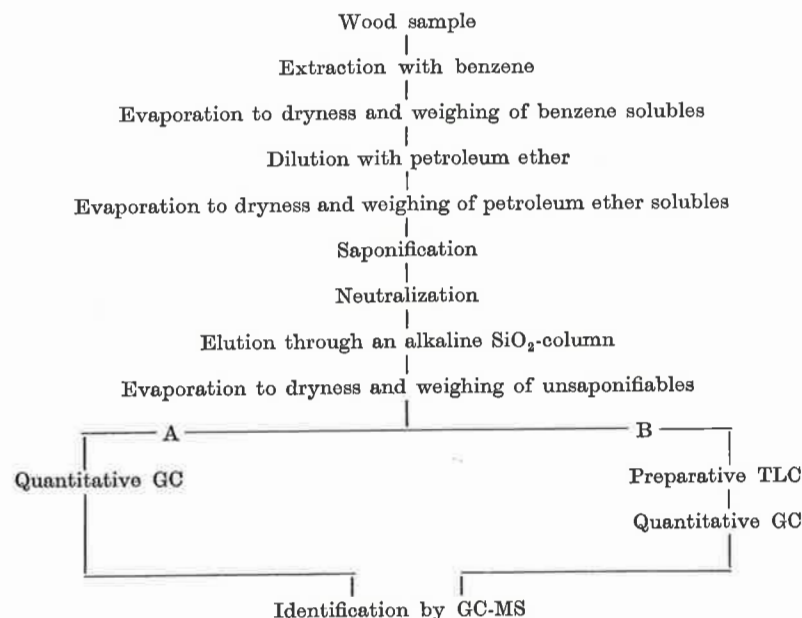 Wood sample
Extraction with benzene
Evaporation to dryness and weighing of benzene solubles
Dilution with petroleum ether
Evaporation to dryness and weighing of petroleum ether solubles
Saponification
Neutralization
Elution through an alkaline SiO₂-column
Evaporation to dryness and weighing of unsaponifiables
A
B
Quantitative GC
Preparative TLC
Quantitative GC
Identification by GC-MS